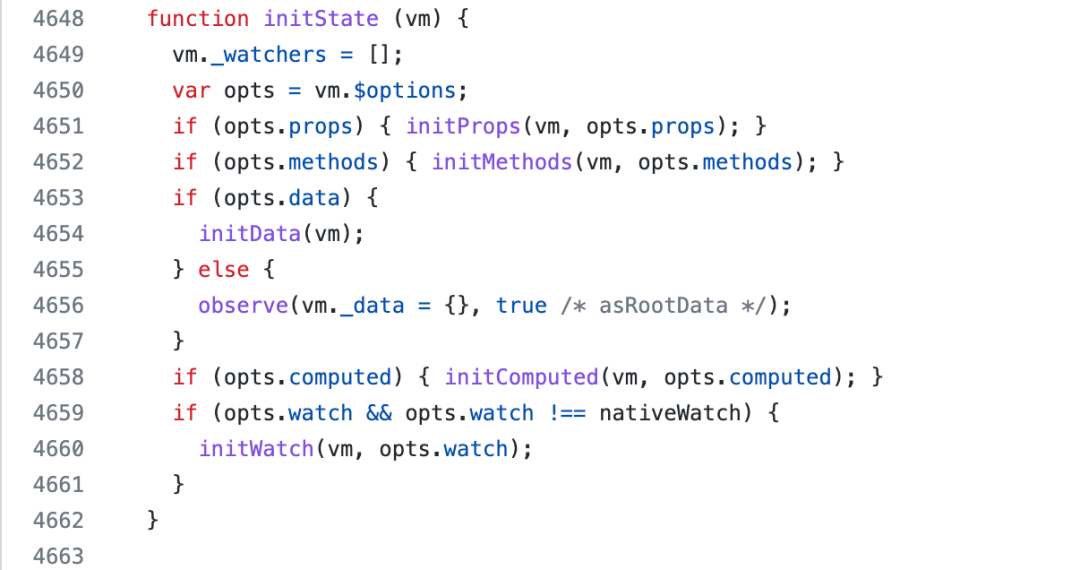 4648 function initState (vm) {
4649 vm._watchers = [];
4650 var opts = vm.$options;
4651 if (opts.props) { initProps(vm, opts.props); }
4652 if (opts.methods) { initMethods(vm, opts.methods); }
4653 if (opts.data) {
4654 initData(vm);
4655 } else {
4656 observe(vm._data = {}, true /* asRootData */);
4657 }
4658 if (opts.computed) { initComputed(vm, opts.computed); }
4659 if (opts.watch && opts.watch !== nativeWatch) {
4660 initWatch(vm, opts.watch);
4661 }
4662 }
4663